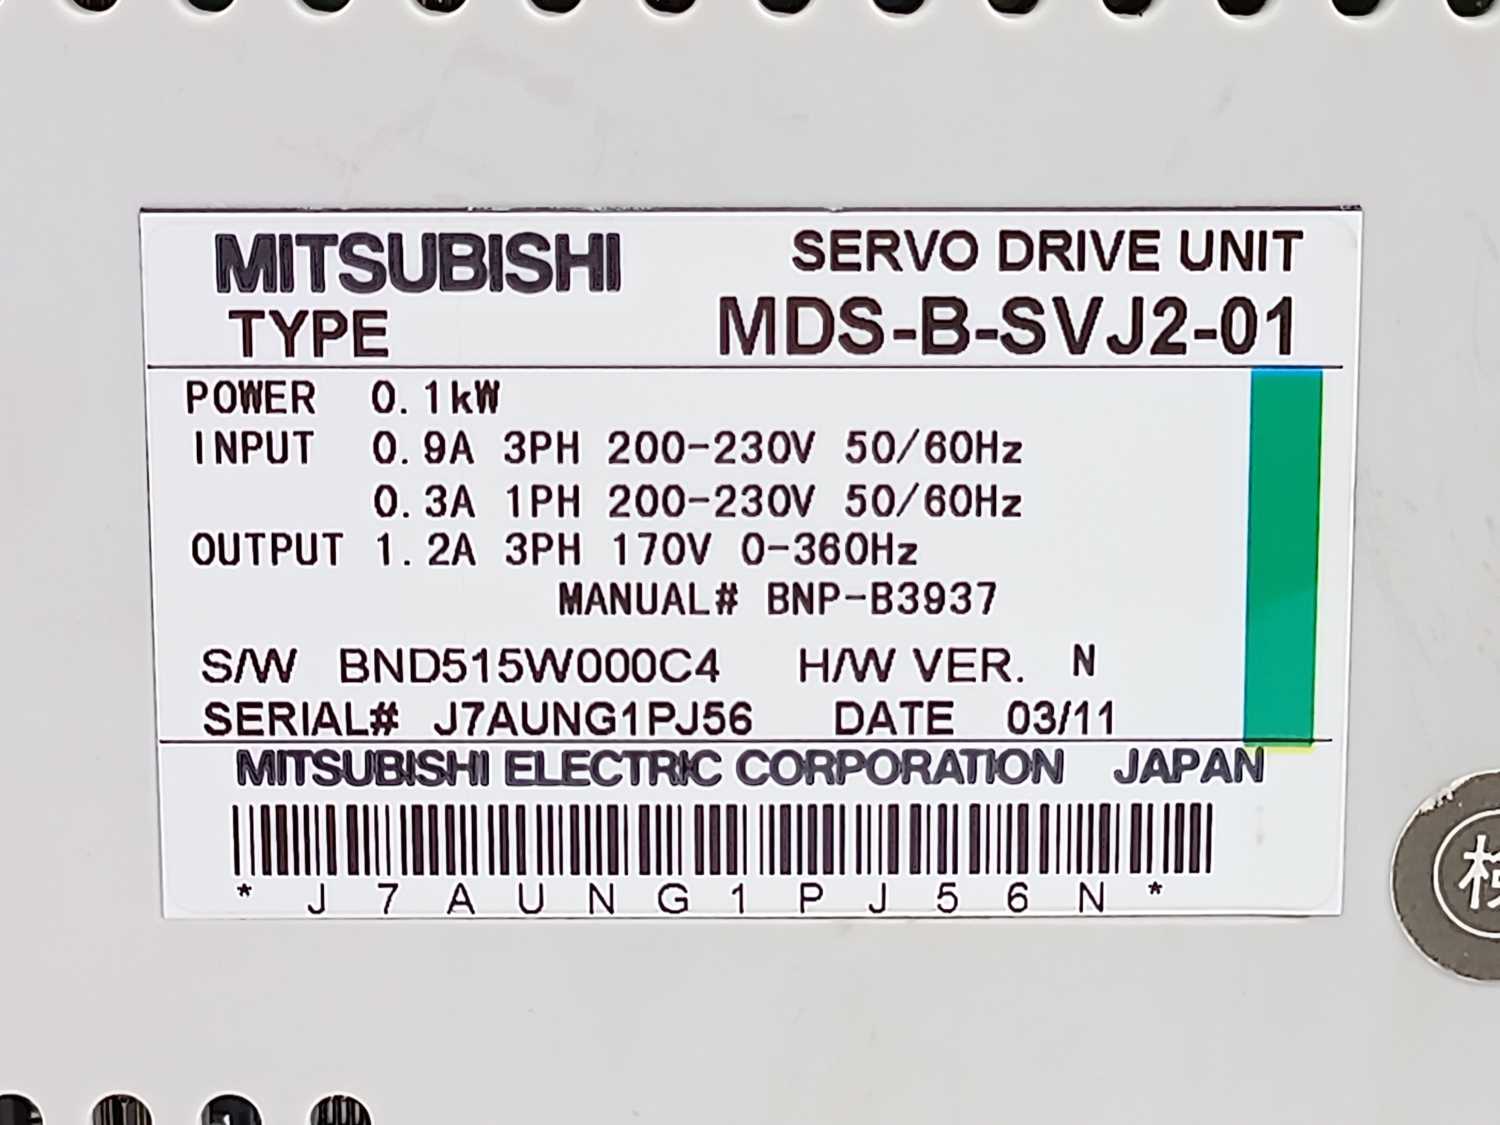 MITSUBISHI SERVO DRIVE UNIT
TYPE MDS-B-SVJ2-01
POWER 0.1kW
INPUT 0.9A 3PH 200-230V 50/60Hz
0.3A 1PH 200-230V 50/60Hz
OUTPUT 1.2A 3PH 170V 0-360Hz
MANUAL# BNP-B3937
S/W BND515W000C4 H/W VER. N
SERIAL# J7AUNG1PJ56 DATE 03/11
MITSUBISHI ELECTRIC CORPORATION JAPAN
*J7AUNG1PJ56N*